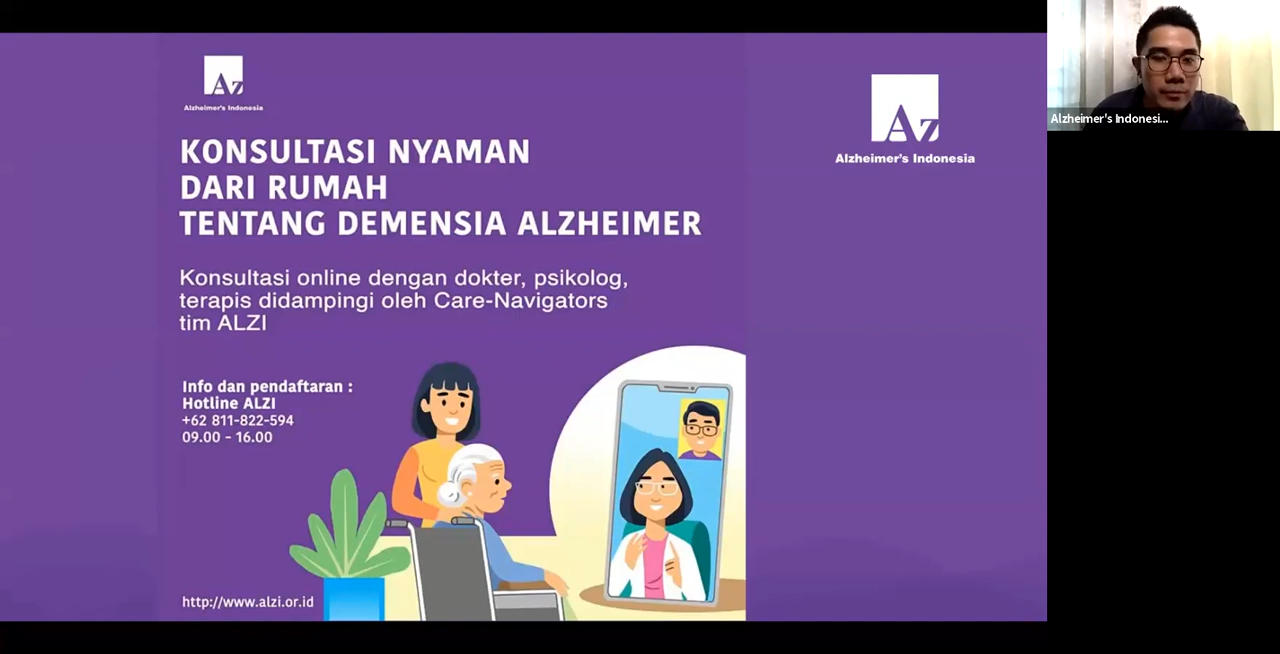 Az
Alzheimer's Indonesia
KONSULTASI NYAMAN
DARI RUMAH
TENTANG DEMENSIA ALZHEIMER
Konsultasi online dengan dokter, psikolog,
terapis didampingi oleh Care-Navigators
tim ALZI
Info dan pendaftaran :
Hotline ALZI
+62 811-822-594
09.00 - 16.00
http://www.alzi.or.id
Az
Alzheimer's Indonesia
Alzheimer's Indonesi...